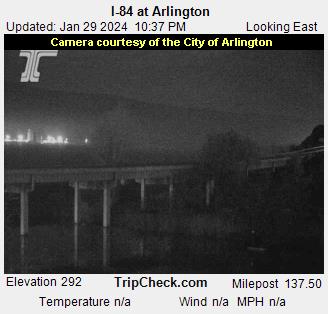 I-84 at Arlington
Updated: Jan 29 2024 10:37 PM Looking East
Camera courtesy of the City of Arlington
Elevation 292 TripCheck.com Milepost 137.50
Temperature n/a Wind n/a MPH n/a